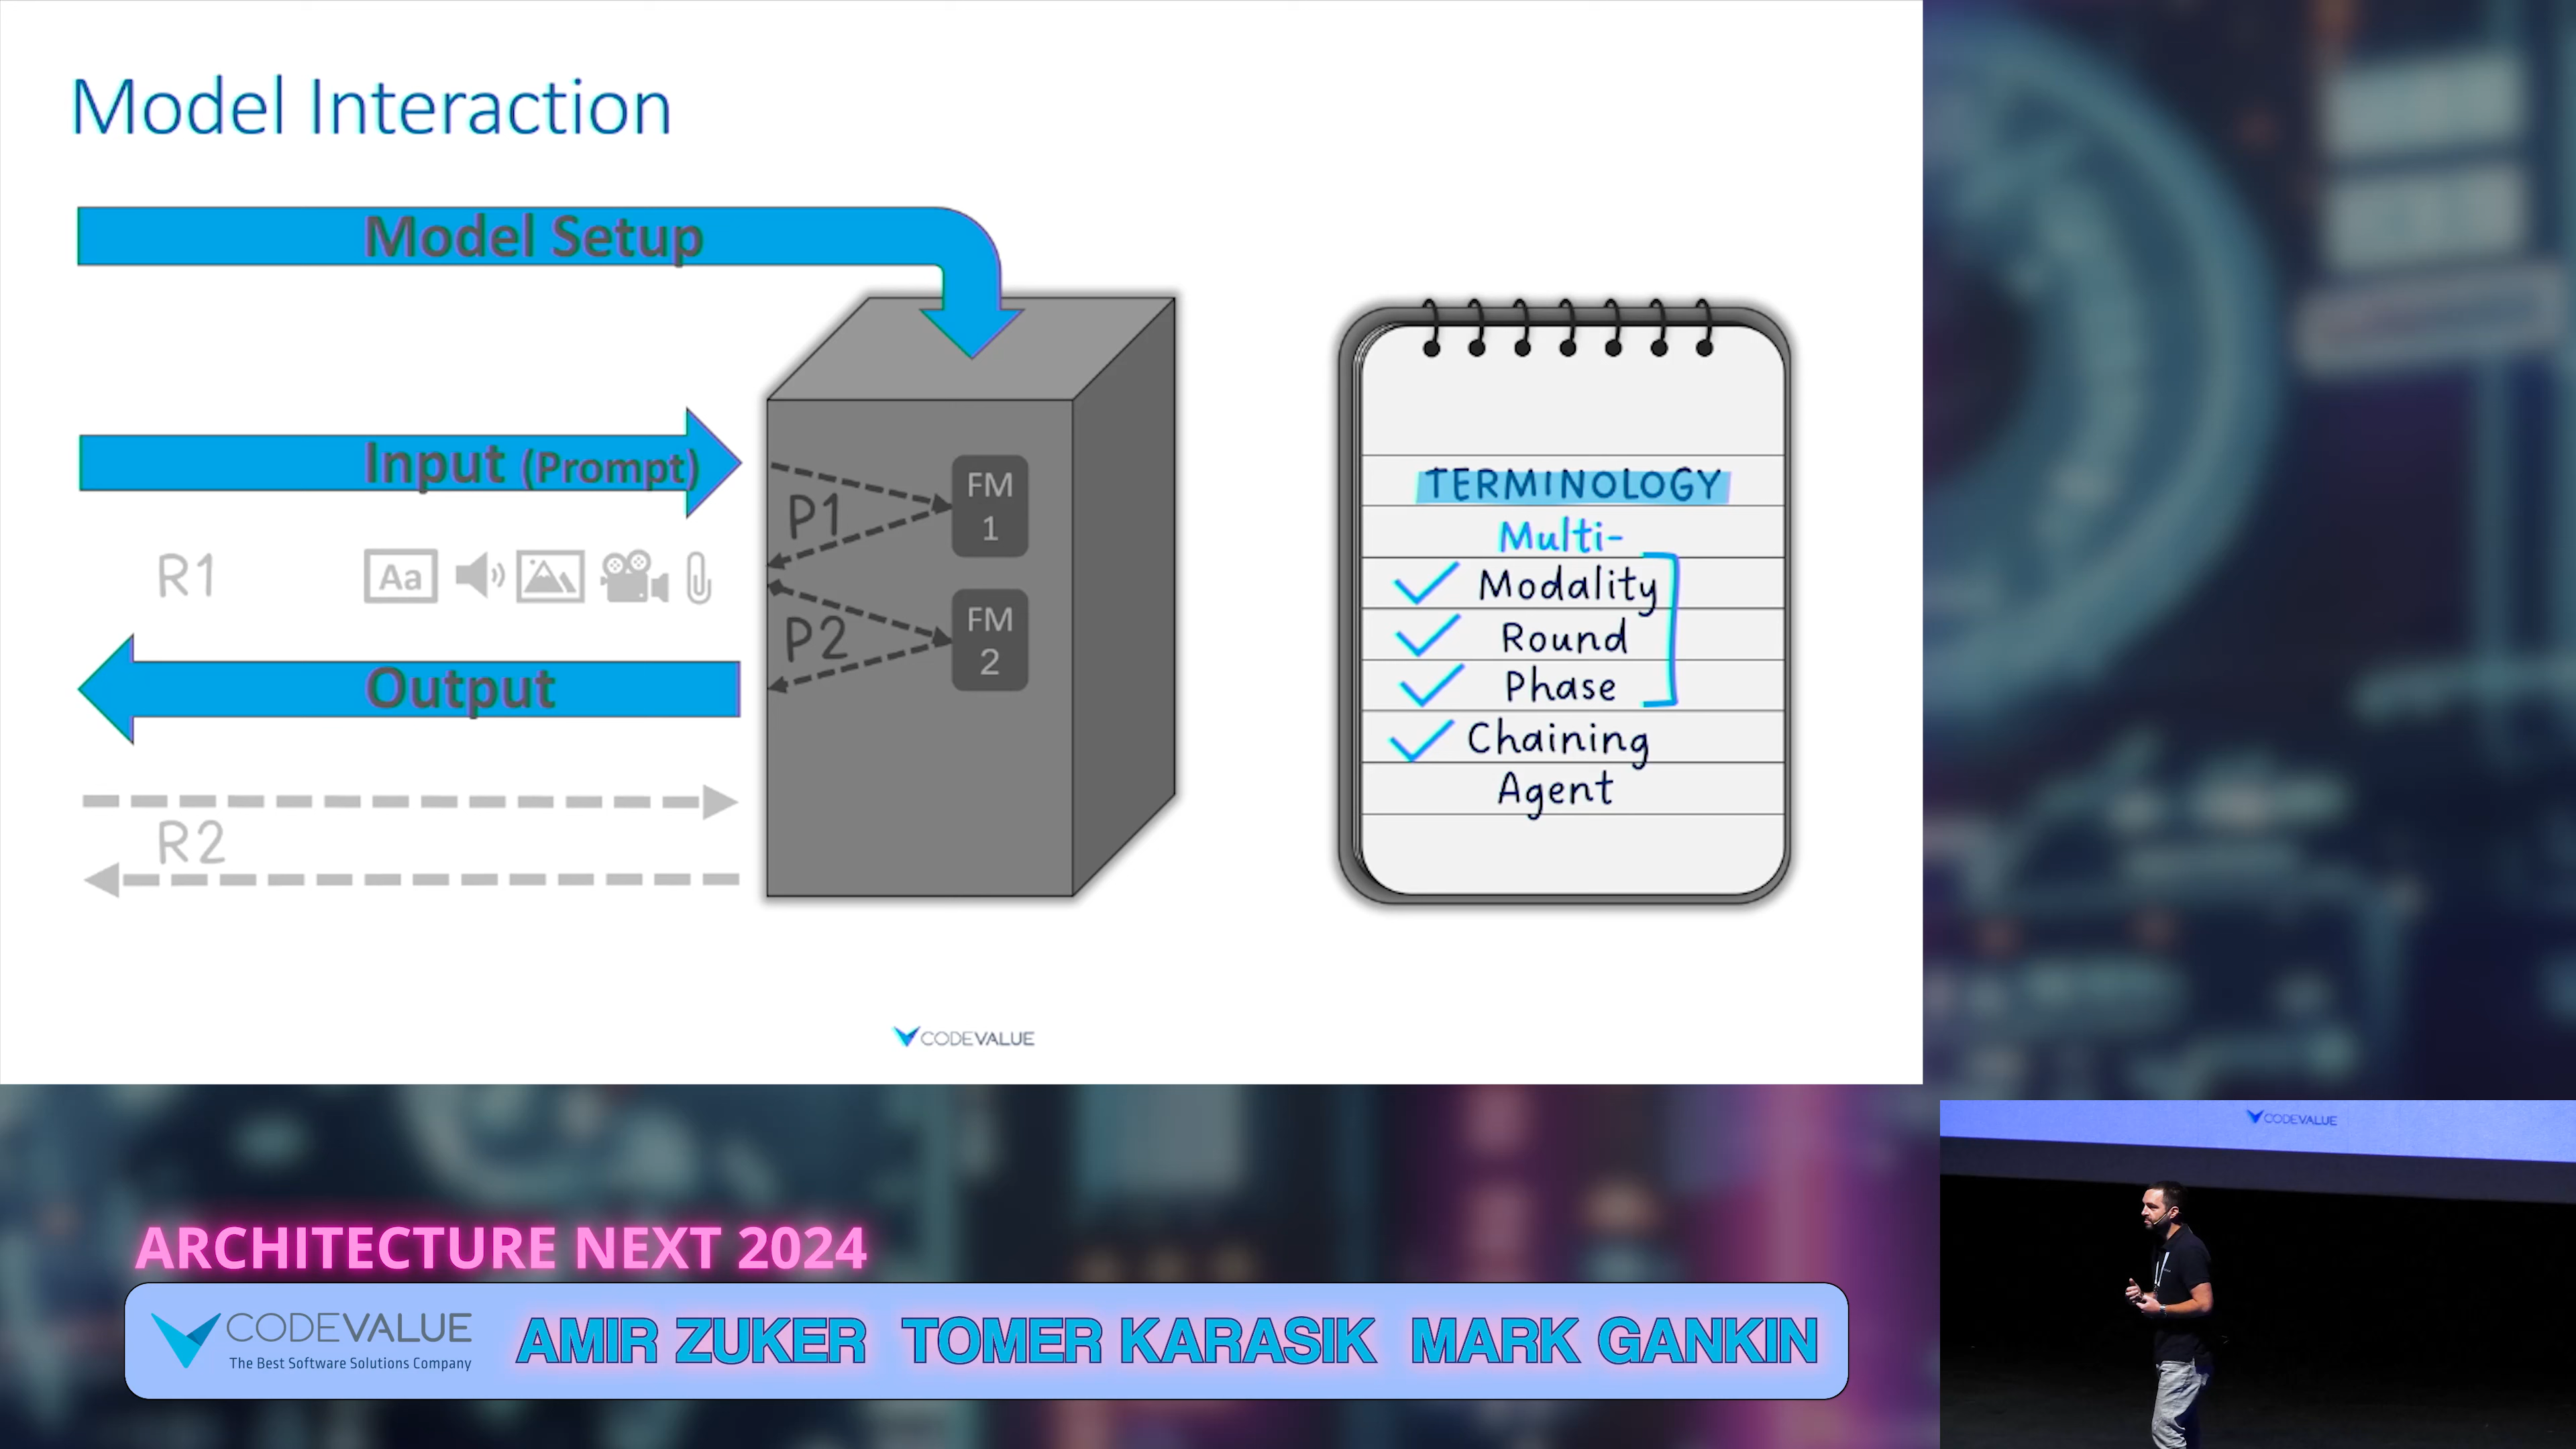 Model Interaction
Model Setup
Input (Prompt)
R1
Aa
Output
R2
P1
FM
1
P2
FM
2
TERMINOLOGY
Multi-
Modality
Round
Phase
Chaining
Agent
CODEVALUE
CODEVALUE
ARCHITECTURE NEXT 2024
CODEVALUE
The Best Software Solutions Company
AMIR ZUKER TOMER KARASIK MARK GANKIN